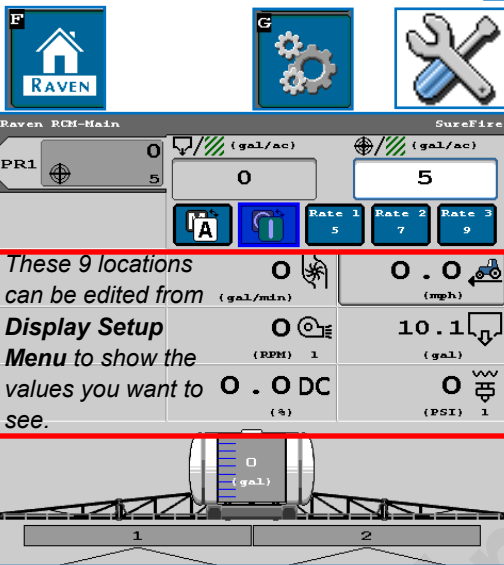 F
RAVEN
G
Raven RCM-Main SureFire
PR1 0
5
/ (gal/ac)
0
/ (gal/ac)
5
A
Rate 1
5
Rate 2
7
Rate 3
9
These 9 locations
can be edited from
Display Setup
Menu to show the
values you want to
see.
0
(gal/min)
0.0
(mph)
0
(RPM) 1
10.1
(gal)
0.0 DC
(%)
0
(PSI) 1
0
(gal)
1 2